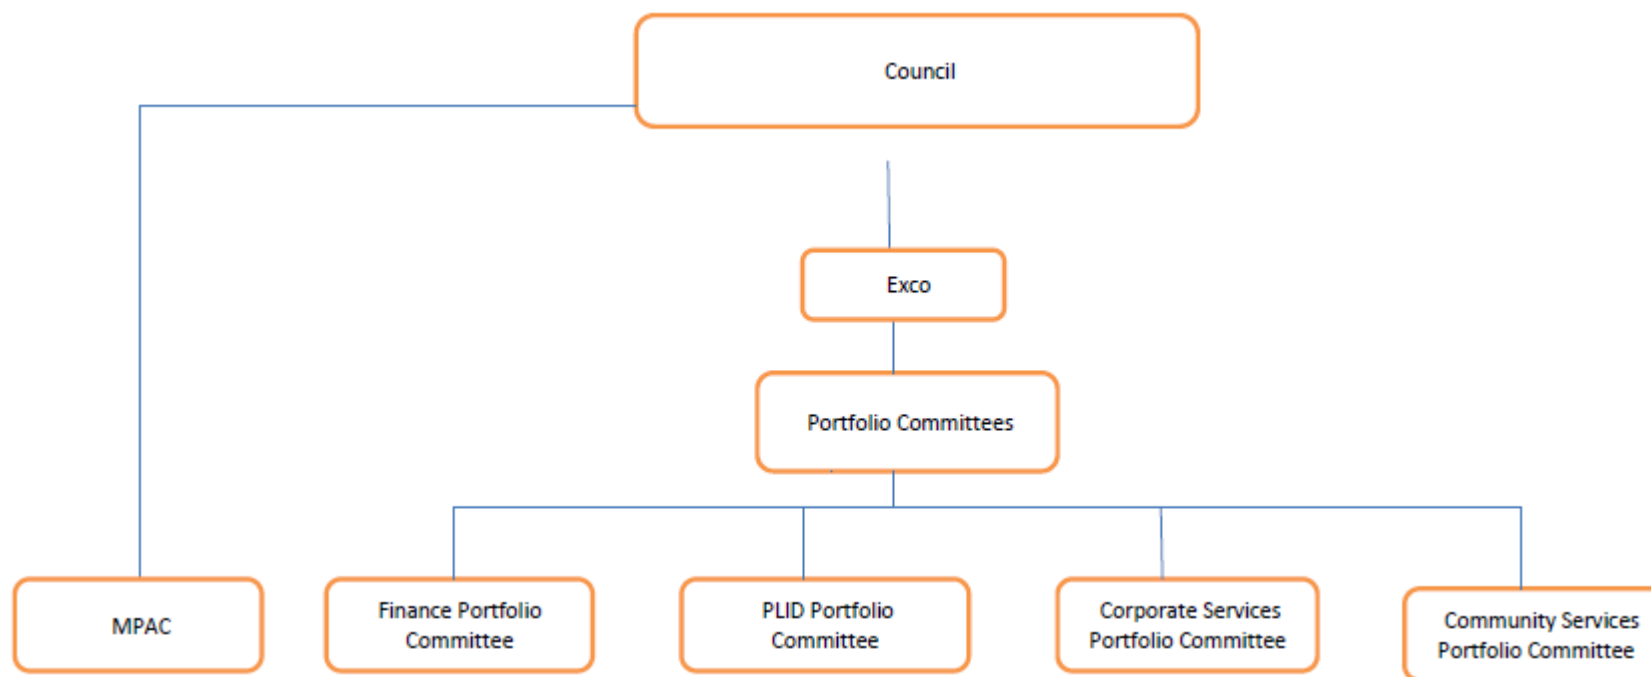 Council
Exco
Portfolio Committees
MPAC
Finance Portfolio
Committee
PLID Portfolio
Committee
Corporate Services
Portfolio Committee
Community Services
Portfolio Committee